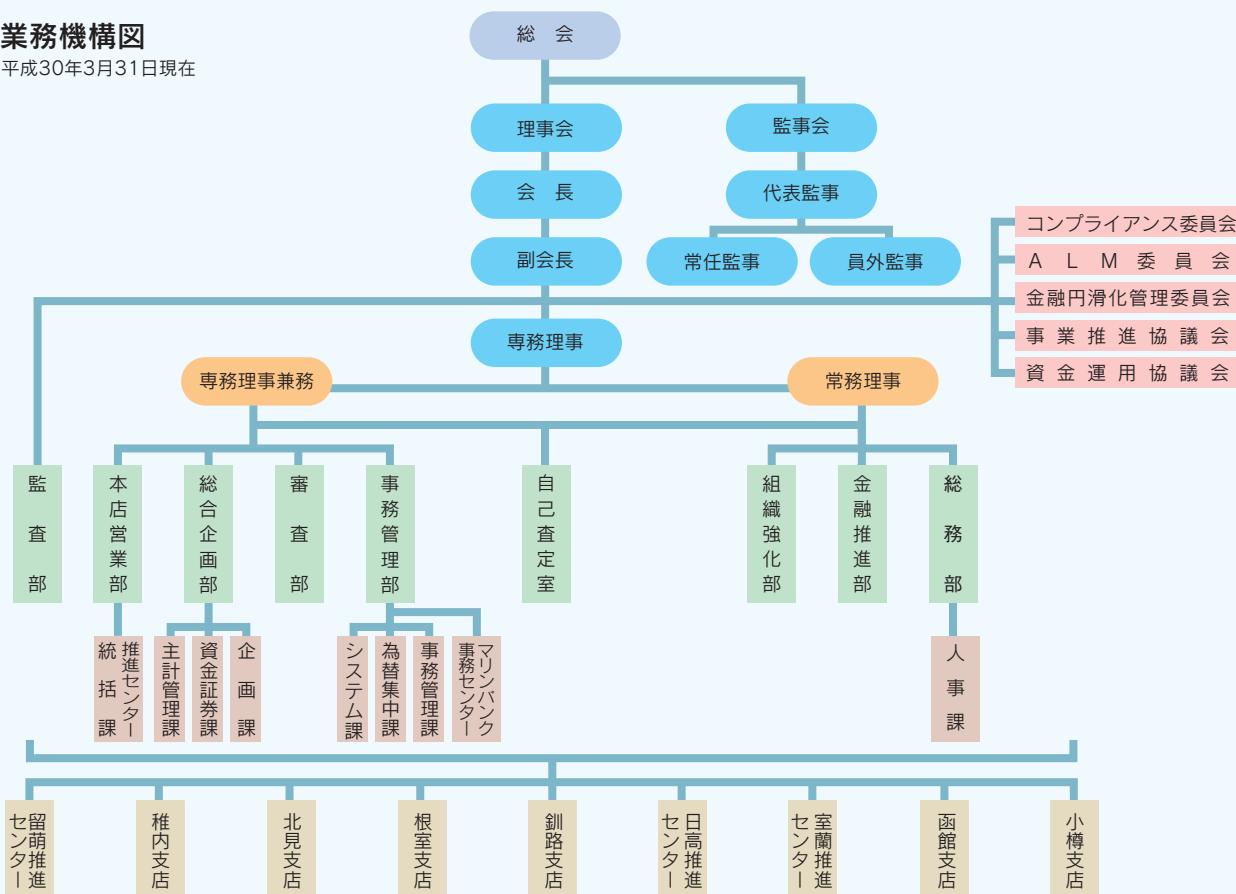 業務機構図
平成30年3月31日現在
総　会
理事会
監事会
会　長
代表監事
副会長
常任監事
員外監事
コンプライアンス委員会
ＡＬＭ委員会
金融円滑化管理委員会
事業推進協議会
資金運用協議会
専務理事
専務理事兼務
常務理事
監査部
本店営業部
総合企画部
審査部
事務管理部
自己査定室
組織強化部
金融推進部
総務部
推進センター
統括課
主計管理課
資金証券課
企画課
システム課
為替集中課
事務管理課
マリンバンク
事務センター
人事課
留萌推進
センター
稚内支店
北見支店
根室支店
釧路支店
日高推進
センター
室蘭推進
センター
函館支店
小樽支店